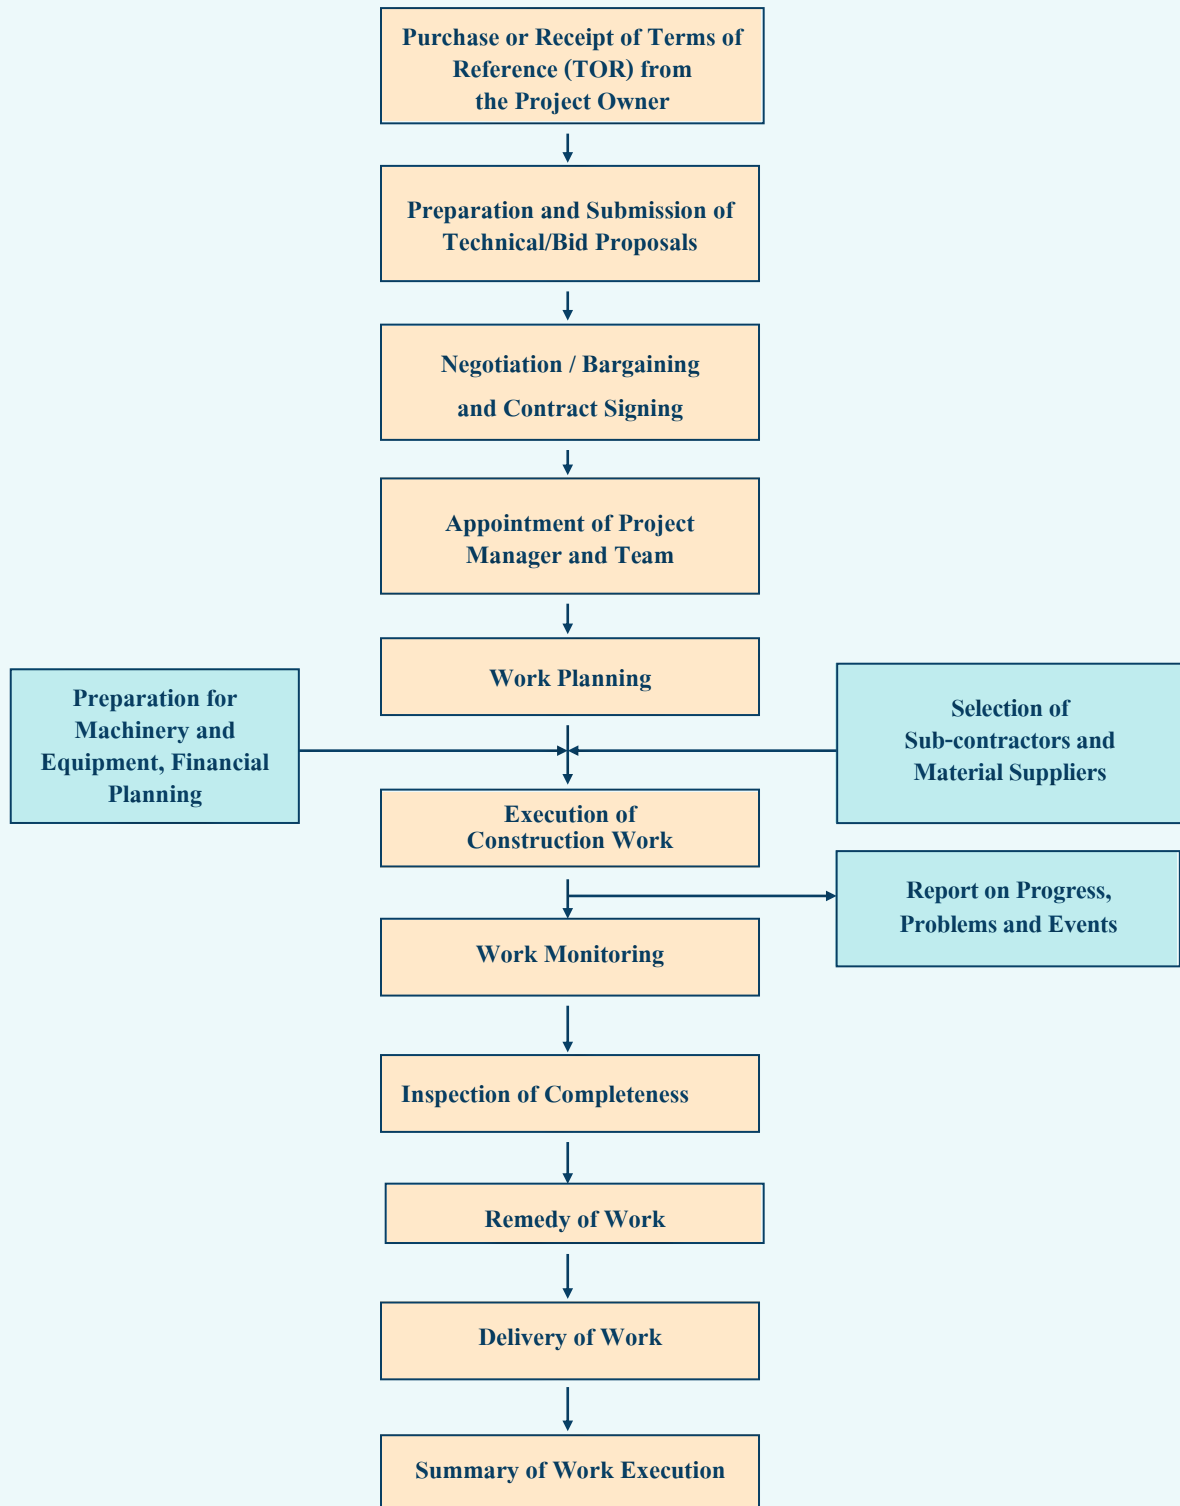 Purchase or Receipt of Terms of
Reference (TOR) from
the Project Owner
Preparation and Submission of
Technical/Bid Proposals
Negotiation / Bargaining
and Contract Signing
Appointment of Project
Manager and Team
Work Planning
Preparation for
Machinery and
Equipment, Financial
Planning
Selection of
Sub-contractors and
Material Suppliers
Execution of
Construction Work
Report on Progress,
Problems and Events
Work Monitoring
Inspection of Completeness
Remedy of Work
Delivery of Work
Summary of Work Execution